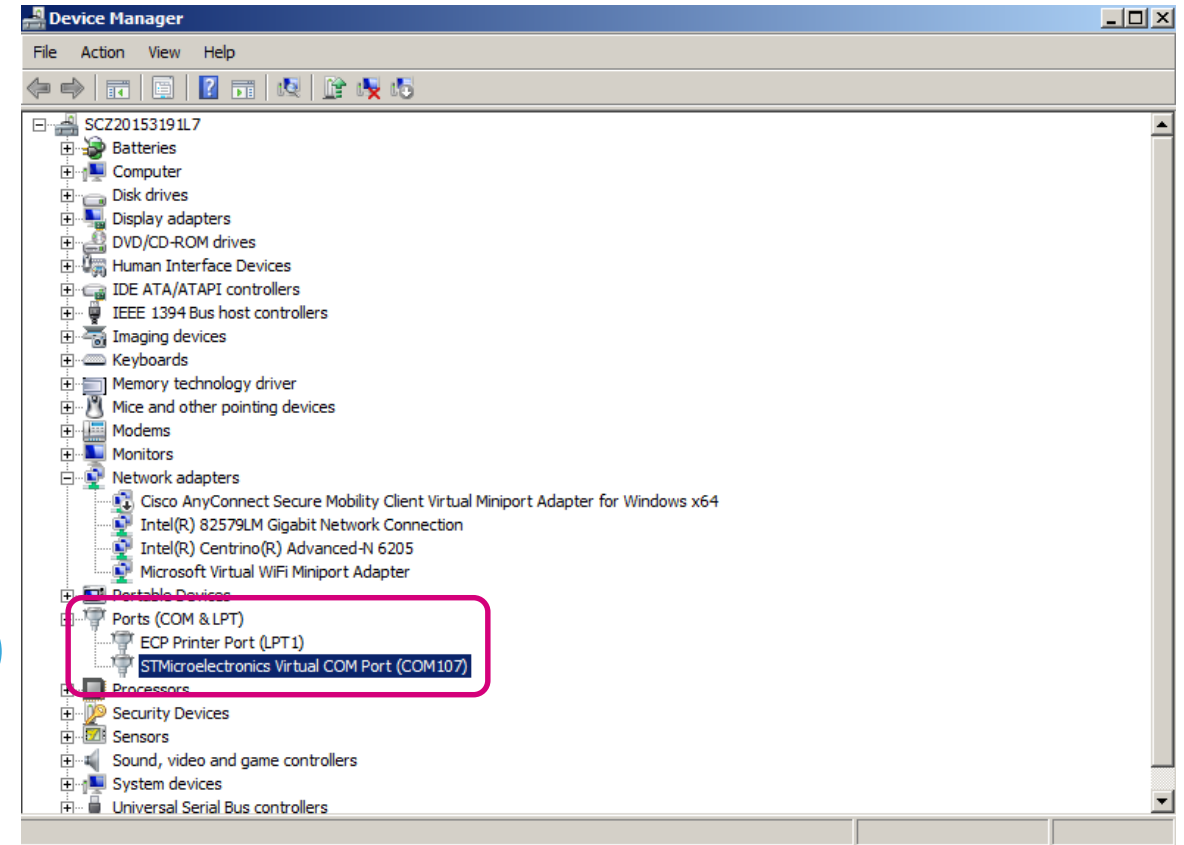 Device Manager
File Action View Help
SCZ20153191L7
Batteries
Computer
Disk drives
Display adapters
DVD/CD-ROM drives
Human Interface Devices
IDE ATA/ATAPI controllers
IEEE 1394 Bus host controllers
Imaging devices
Keyboards
Memory technology driver
Mice and other pointing devices
Modems
Monitors
Network adapters
Cisco AnyConnect Secure Mobility Client Virtual Miniport Adapter for Windows x64
Intel(R) 82579LM Gigabit Network Connection
Intel(R) Centrino(R) Advanced-N 6205
Microsoft Virtual WiFi Miniport Adapter
Portable Devices
Ports (COM & LPT)
ECP Printer Port (LPT1)
STMicroelectronics Virtual COM Port (COM107)
Processors
Security Devices
Sensors
Sound, video and game controllers
System devices
Universal Serial Bus controllers